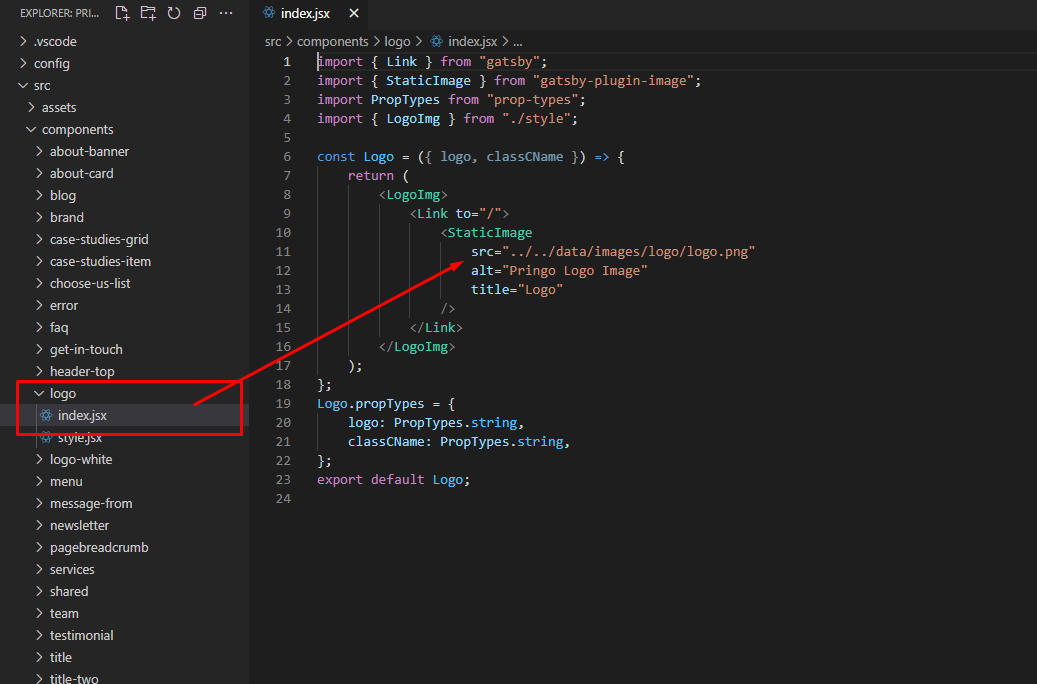 EXPLORER: PRI...
index.jsx
.vscode
config
src
assets
components
about-banner
about-card
blog
brand
case-studies-grid
case-studies-item
choose-us-list
error
faq
get-in-touch
header-top
logo
index.jsx
style.jsx
logo-white
menu
message-from
newsletter
pagebreadcrumb
services
shared
team
testimonial
title
title-two
src > components > logo > index.jsx > ...
1 import { Link } from "gatsby";
2 import { StaticImage } from "gatsby-plugin-image";
3 import PropTypes from "prop-types";
4 import { LogoImg } from "./style";
5
6 const Logo = ({ logo, classCName }) => {
7 return (
8 <LogoImg>
9 <Link to="/">
10 <StaticImage
11 src="../../data/images/logo/logo.png"
12 alt="Pringo Logo Image"
13 title="Logo"
14 />
15 </Link>
16 </LogoImg>
17 );
18 };
19 Logo.propTypes = {
20 logo: PropTypes.string,
21 classCName: PropTypes.string,
22 };
23 export default Logo;
24